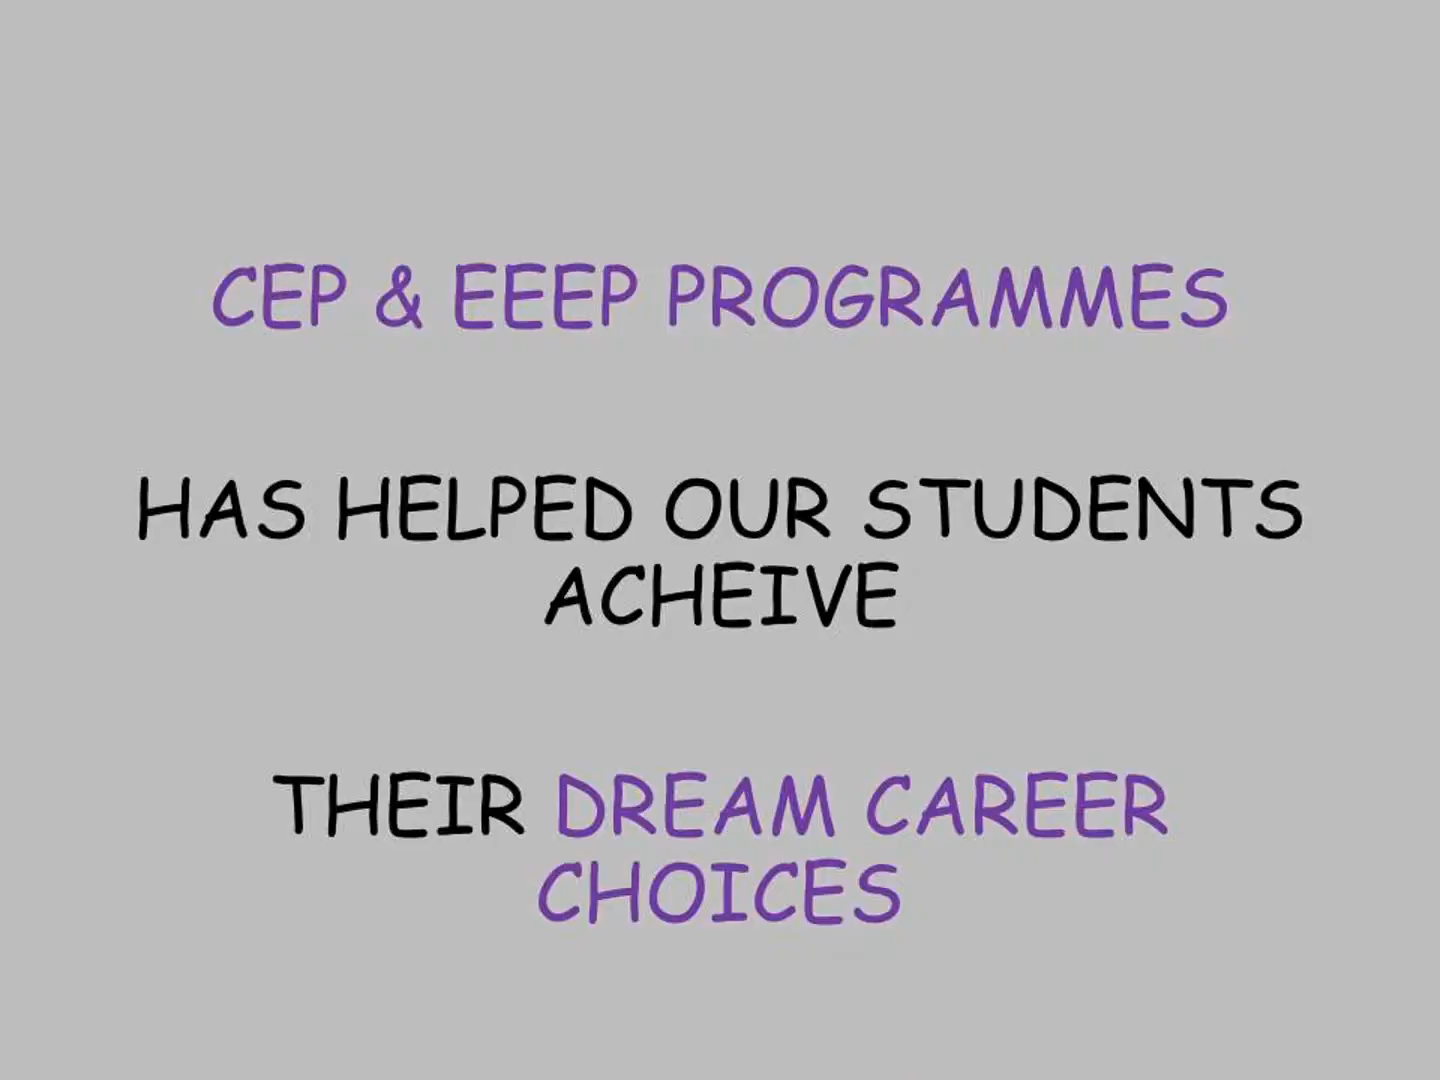 CEP & EEEP PROGRAMMES
HAS HELPED OUR STUDENTS
ACHEIVE
THEIR DREAM CAREER
CHOICES